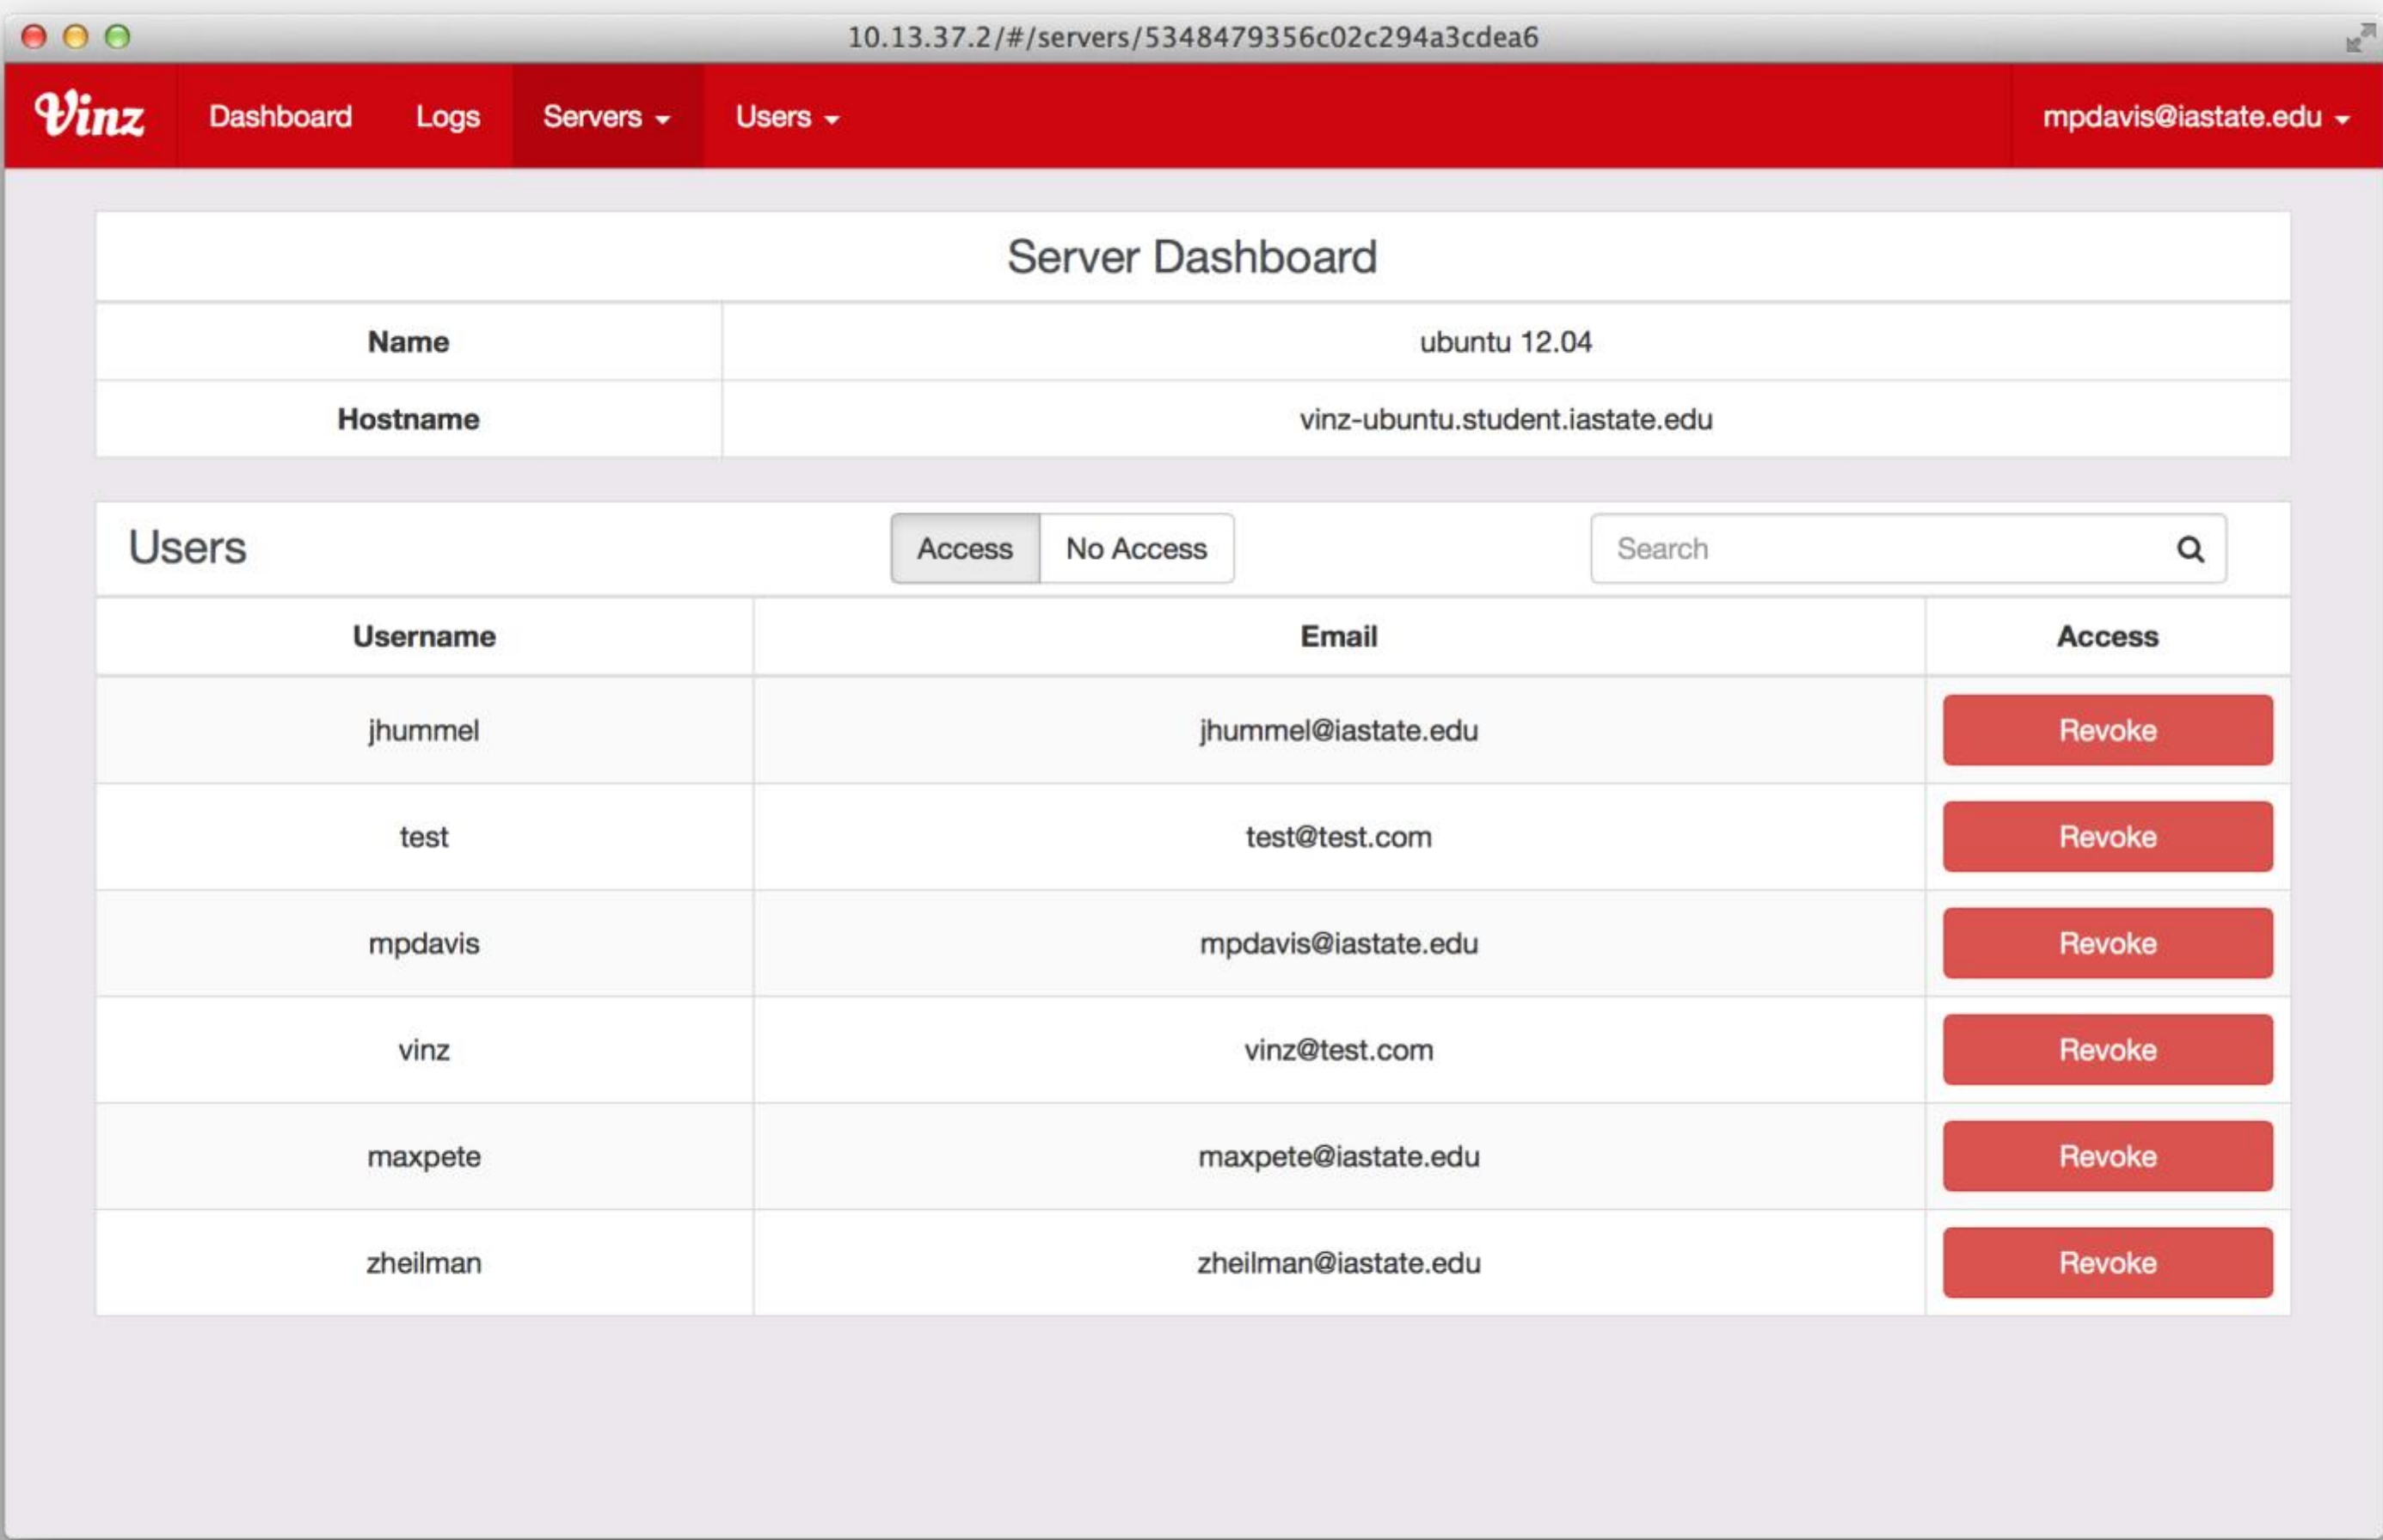 10.13.37.2/#/servers/5348479356c02c294a3cdea6
Vinz Dashboard Logs Servers Users mpdavis@iastate.edu
Server Dashboard
Name ubuntu 12.04
Hostname vinz-ubuntu.student.iastate.edu
Users Access No Access Search
Username Email Access
jhummel jhummel@iastate.edu Revoke
test test@test.com Revoke
mpdavis mpdavis@iastate.edu Revoke
vinz vinz@test.com Revoke
maxpete maxpete@iastate.edu Revoke
zheilman zheilman@iastate.edu Revoke